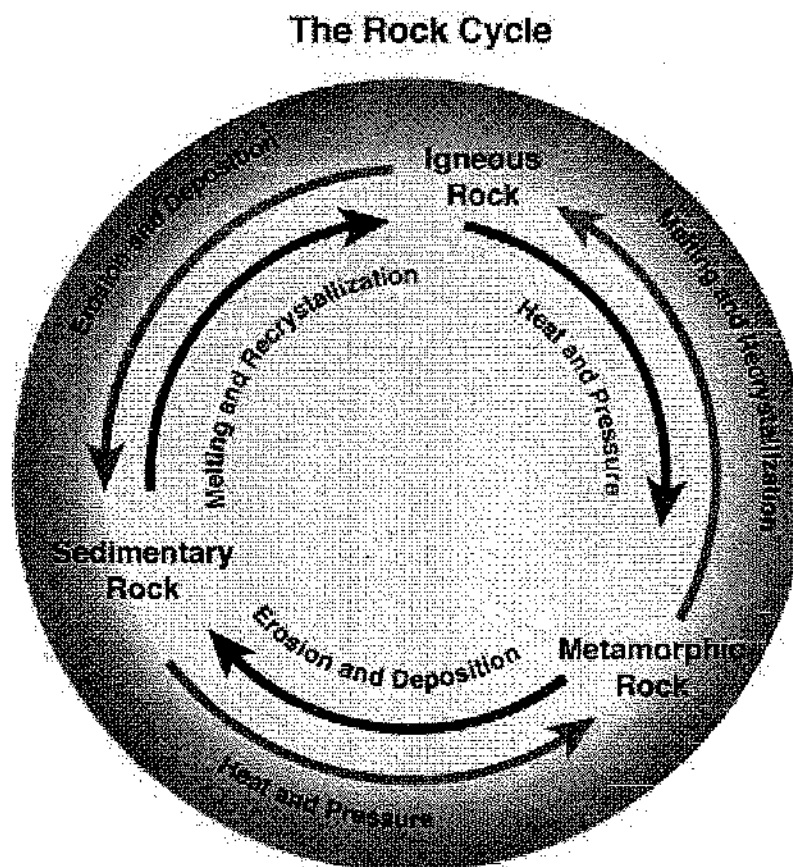 The Rock Cycle
Igneous
Rock
Erosion and Deposition
Melting and Recrystallization
Heat and Pressure
Melting and Recrystallization
Sedimentary
Rock
Erosion and Deposition
Metamorphic
Rock
Heat and Pressure